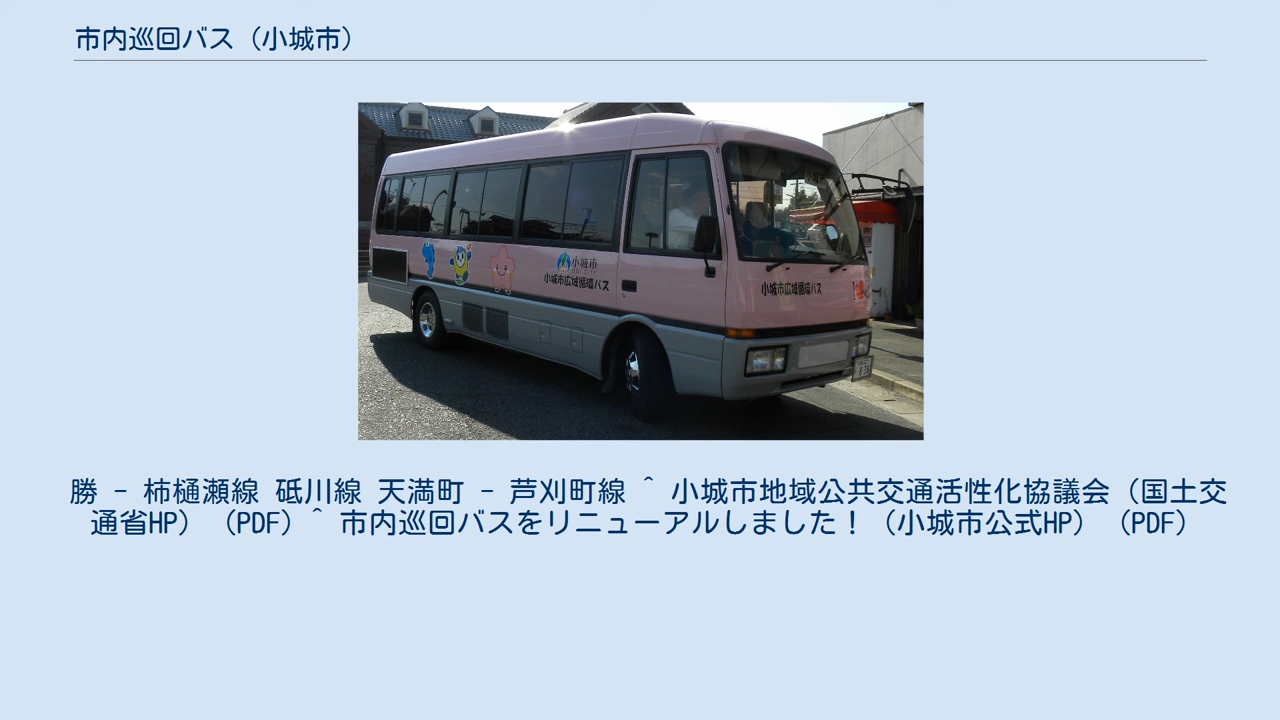 市内巡回バス（小城市）
小城市
OGI CITY
小城市広域循環バス
小城市広域循環バス
勝 - 柿樋瀬線 砥川線 天満町 - 芦刈町線 ^ 小城市地域公共交通活性化協議会（国土交
通省HP）（PDF）^ 市内巡回バスをリニューアルしました！（小城市公式HP）（PDF）